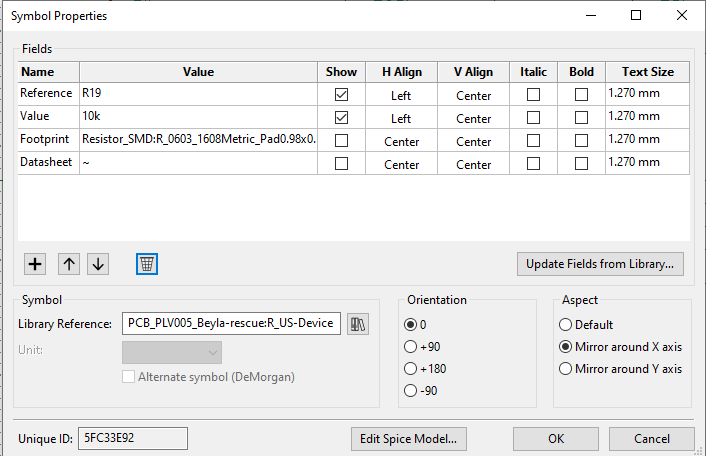 Symbol Properties
Fields
Name Value Show H Align V Align Italic Bold Text Size
Reference R19 Left Center 1.270 mm
Value 10k Left Center 1.270 mm
Footprint Resistor_SMD:R_0603_1608Metric_Pad0.98x0. Center Center 1.270 mm
Datasheet ~ Center Center 1.270 mm
Update Fields from Library...
Symbol Orientation Aspect
Library Reference: PCB_PLV005_Beyla-rescue:R_US-Device 0 Default
Unit: +90 Mirror around X axis
Alternate symbol (DeMorgan) +180 Mirror around Y axis
-90
Unique ID: 5FC33E92 Edit Spice Model... OK Cancel